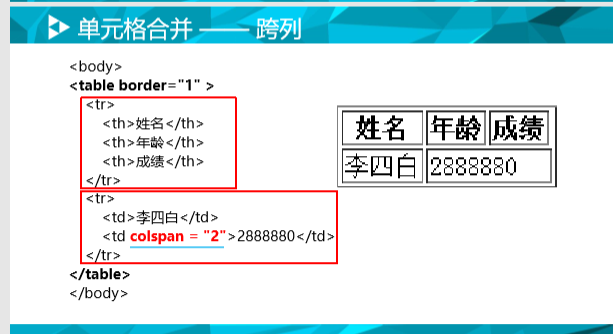 单元格合并 —— 跨列
<body>
<table border="1" >
<tr>
<th>姓名</th>
<th>年龄</th>
<th>成绩</th>
</tr>
<tr>
<td>李四白</td>
<td colspan = "2">2888880</td>
</tr>
</table>
</body>
姓名 年龄 成绩
李四白 2888880